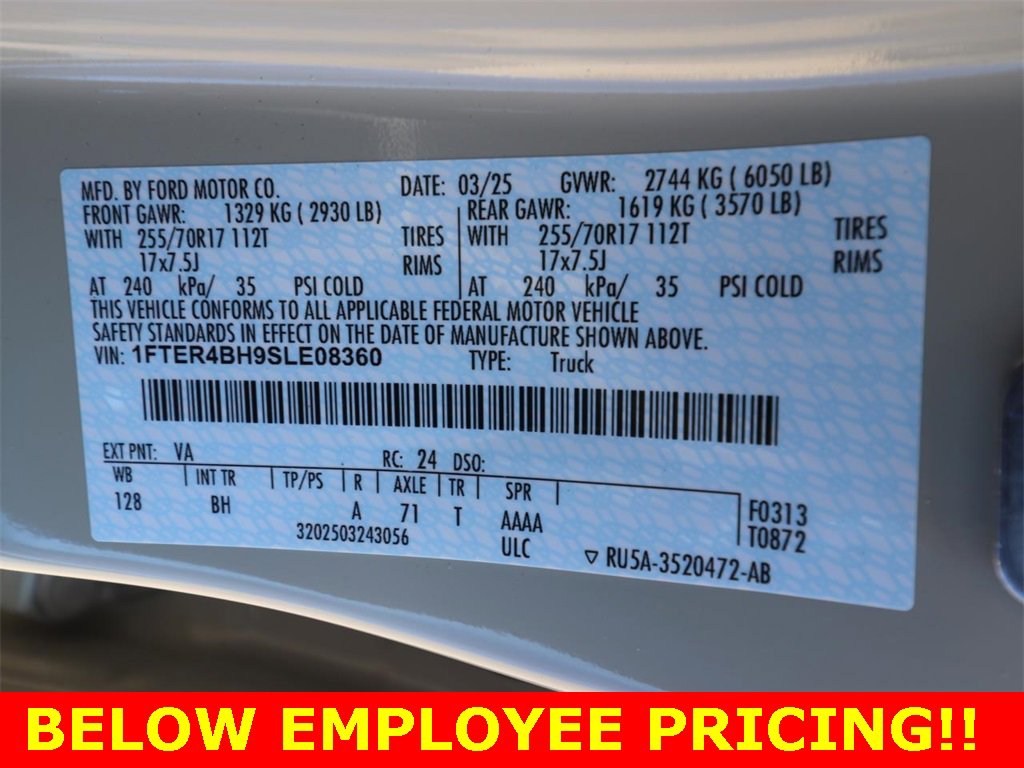 MFD. BY FORD MOTOR CO. DATE: 03/25 GVWR: 2744 KG ( 6050 LB)
FRONT GAWR: 1329 KG ( 2930 LB) REAR GAWR: 1619 KG ( 3570 LB)
WITH 255/70R17 112T TIRES WITH 255/70R17 112T TIRES
17x7.5J RIMS 17x7.5J RIMS
AT 240 kPa/ 35 PSI COLD AT 240 kPa/ 35 PSI COLD
THIS VEHICLE CONFORMS TO ALL APPLICABLE FEDERAL MOTOR VEHICLE
SAFETY STANDARDS IN EFFECT ON THE DATE OF MANUFACTURE SHOWN ABOVE.
VIN: 1FTER4BH9SLE08360 TYPE: Truck
EXT PNT: VA RC: 24 DSO:
WB INT TR TP/PS R AXLE TR SPR F0313
128 BH A 71 T AAAA T0872
3202503243056 ULC RU5A-3520472-AB
BELOW EMPLOYEE PRICING!!